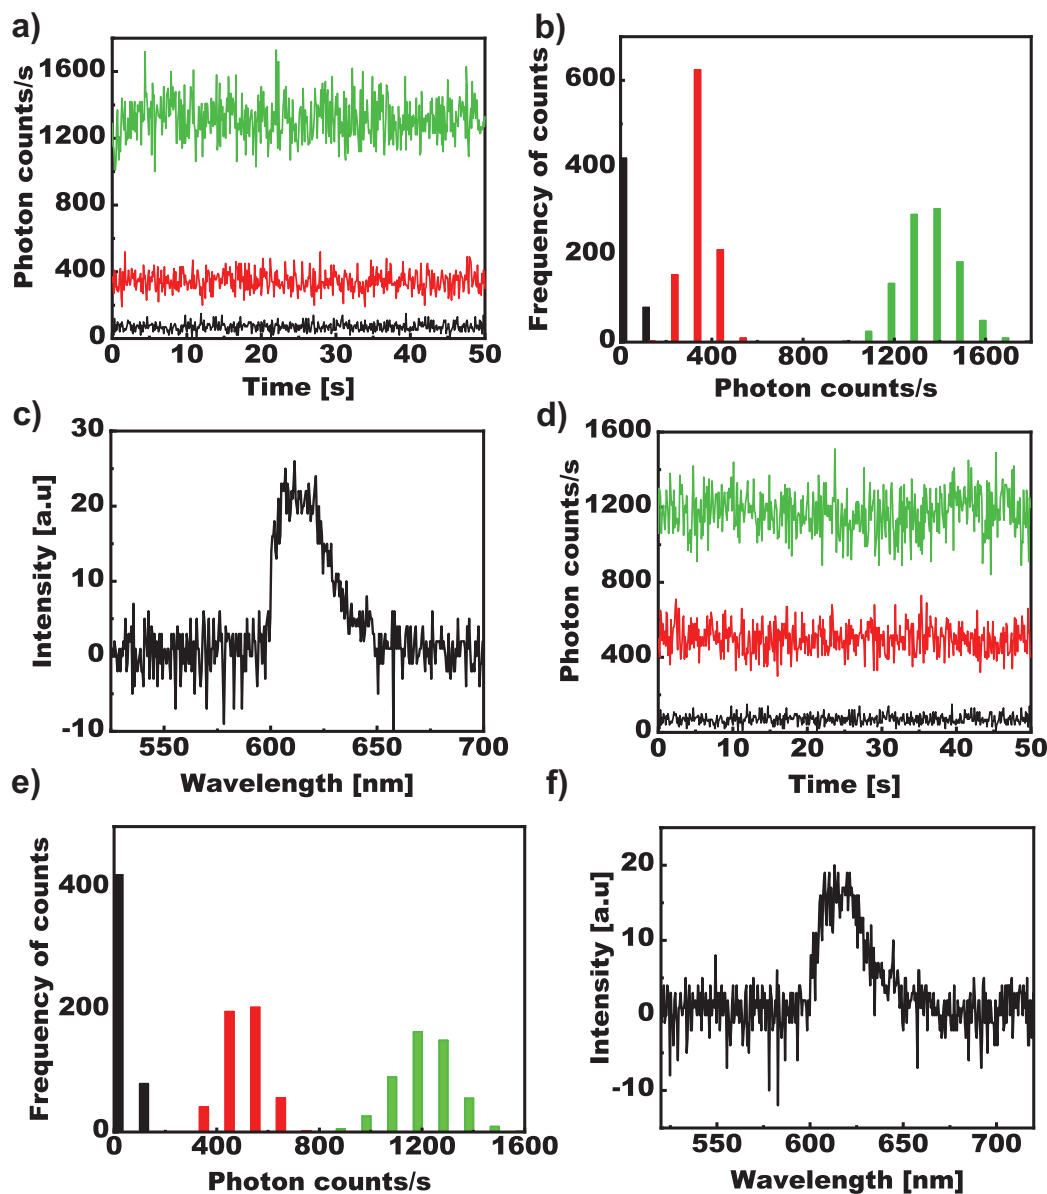 a)
Photon counts/s
1600
1200
800
400
0
0 10 20 30 40 50
Time [s]
b)
Frequency of counts
600
400
200
0
0 400 800 1200 1600
Photon counts/s
c)
Intensity [a.u]
30
20
10
0
-10
550 600 650 700
Wavelength [nm]
d)
Photon counts/s
1600
1200
800
400
0
0 10 20 30 40 50
Time [s]
e)
Frequency of counts
400
200
0
0 400 800 1200 1600
Photon counts/s
f)
Intensity [a.u]
20
10
0
-10
550 600 650 700
Wavelength [nm]